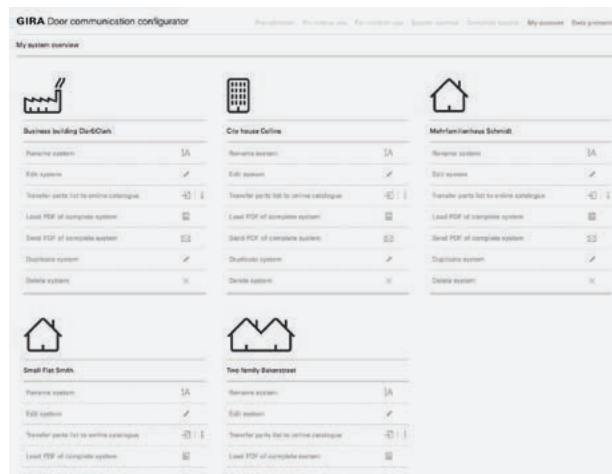 GIRA Door communication configurator
My account Data protection
My system overview
Business building Clar&Clark
Rename system
Edit system
Transfer parts list to online catalogue
Load PDF of complete system
Send PDF of complete system
Duplicate system
Delete system
City house Collins
Rename system
Edit system
Transfer parts list to online catalogue
Load PDF of complete system
Send PDF of complete system
Duplicate system
Delete system
Mehrfamilienhaus Schmidt
Rename system
Edit system
Transfer parts list to online catalogue
Load PDF of complete system
Send PDF of complete system
Duplicate system
Delete system
Small Flat Smith
Rename system
Edit system
Transfer parts list to online catalogue
Load PDF of complete system
Two family Bakerstreet
Rename system
Edit system
Transfer parts list to online catalogue
Load PDF of complete system